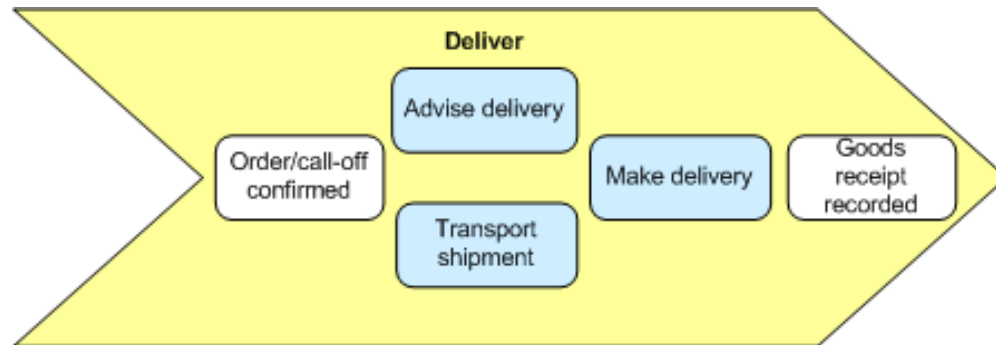 Deliver
Advise delivery
Order/call-off
confirmed
Transport
shipment
Make delivery
Goods
receipt
recorded